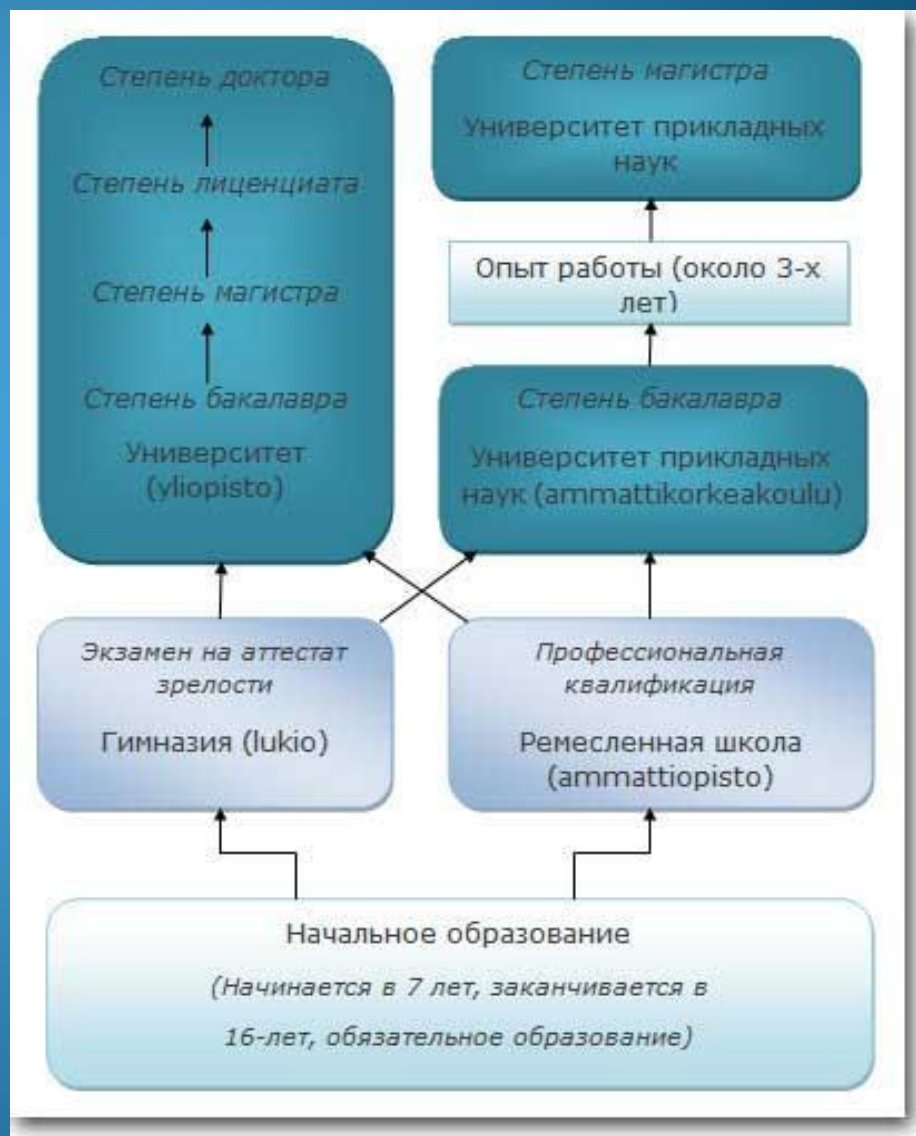 Степень доктора
Степень лиценциата
Степень магистра
Степень бакалавра
Университет
(yliopisto)
Степень магистра
Университет прикладных
наук
Опыт работы (около 3-х
лет)
Степень бакалавра
Университет прикладных
наук (ammattikorkeakoulu)
Экзамен на аттестат
зрелости
Гимназия (lukio)
Профессиональная
квалификация
Ремесленная школа
(ammattiopisto)
Начальное образование
(Начинается в 7 лет, заканчивается в
16-лет, обязательное образование)